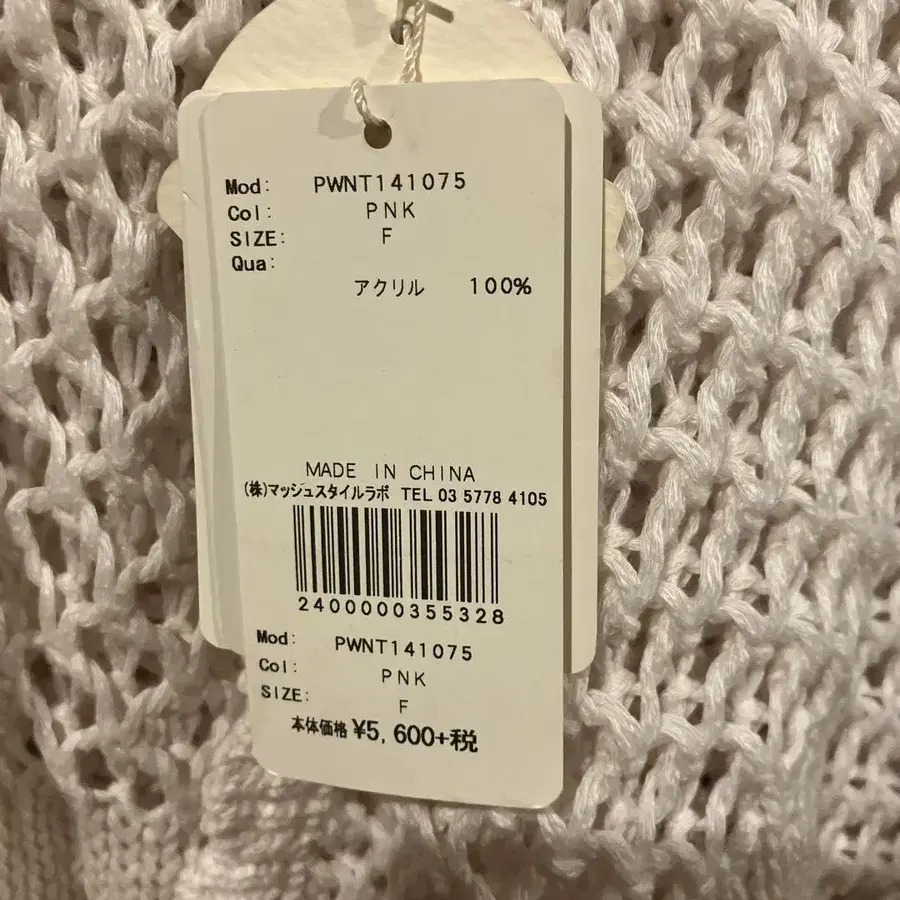 Mod: PWNT141075
Col: PNK
SIZE: F
Qua:
アクリル 100%
MADE IN CHINA
(株)マッシュスタイルラボ TEL 03 5778 4105
2400000355328
Mod: PWNT141075
Col: PNK
SIZE: F
本体価格 ¥5,600+税